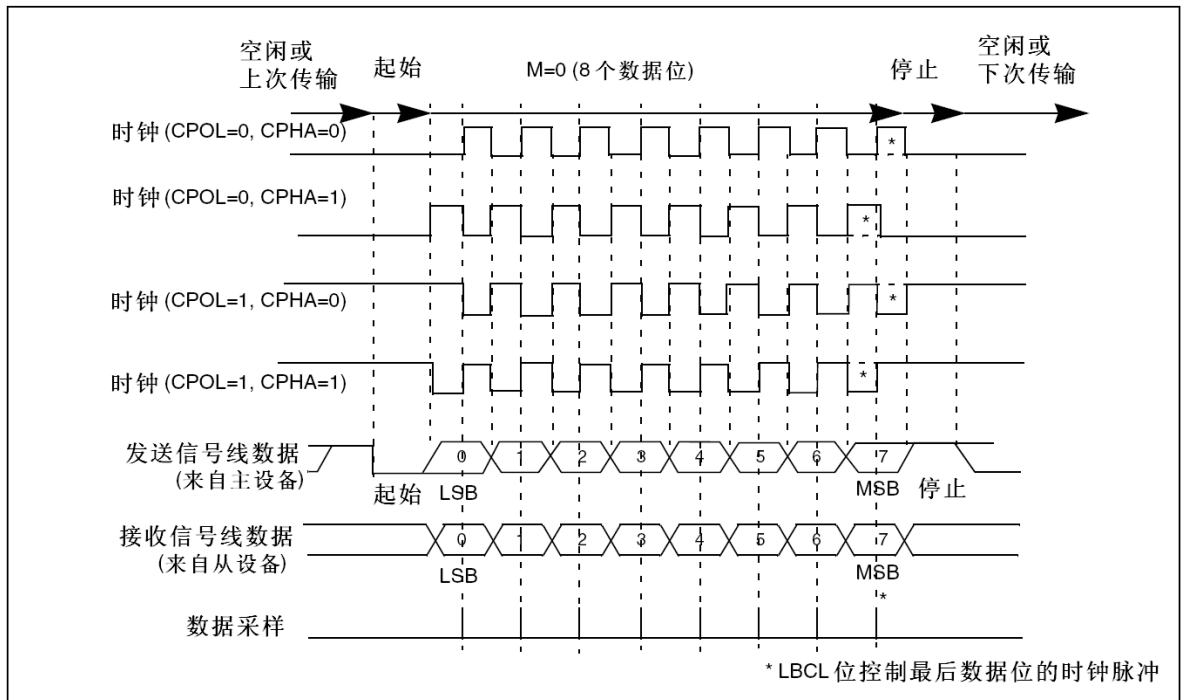 空闲或
上次传输
起始
M=0 (8 个数据位)
停止
空闲或
下次传输
时钟 (CPOL=0, CPHA=0)
*
时钟 (CPOL=0, CPHA=1)
*
时钟 (CPOL=1, CPHA=0)
*
时钟 (CPOL=1, CPHA=1)
*
发送信号线数据
(来自主设备)
0 1 2 3 4 5 6 7
起始
LSB
MSB
停止
接收信号线数据
(来自从设备)
0 1 2 3 4 5 6 7
LSB
MSB
*
数据采样
* LBCL 位控制最后数据位的时钟脉冲